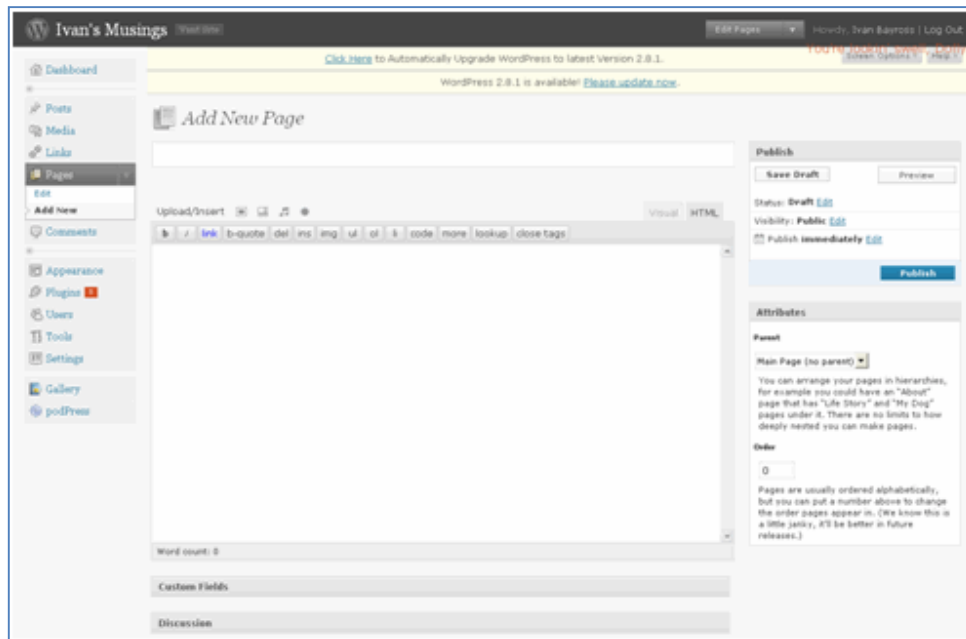 Ivan's Musings Visit Site
Edit Pages
Howdy, Ivan Bayross | Log Out
You're lookin' swell, Dolly
Screen Options Help
Click Here to Automatically Upgrade WordPress to latest Version 2.8.1.
WordPress 2.8.1 is available! Please update now.
Dashboard
Posts
Media
Links
Pages
Edit
Add New
Comments
Appearance
Plugins
Users
Tools
Settings
Gallery
podPress
Add New Page
Upload/Insert
Visual HTML
b i link b-quote del ins img ul ol li code more lookup close tags
Word count: 0
Custom Fields
Discussion
Publish
Save Draft Preview
Status: Draft Edit
Visibility: Public Edit
Publish immediately Edit
Publish
Attributes
Parent
Main Page (no parent)
You can arrange your pages in hierarchies,
for example you could have an "About"
page that has "Life Story" and "My Dog"
pages under it. There are no limits to how
deeply nested you can make pages.
Order
0
Pages are usually ordered alphabetically,
but you can put a number above to change
the order pages appear in. (We know this is
a little janky, it'll be better in future
releases.)